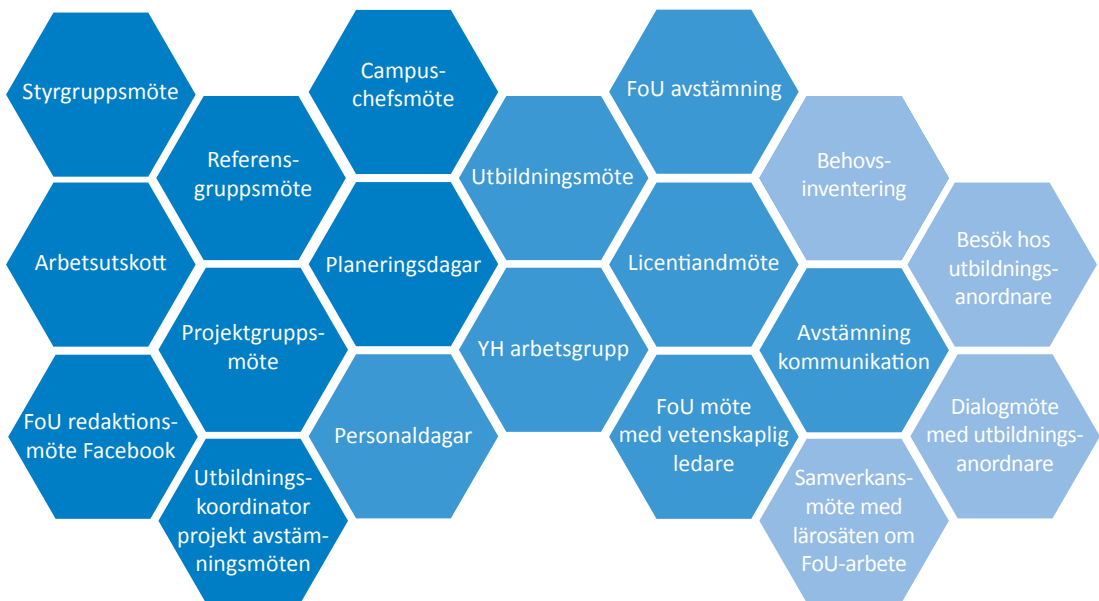 Styrgruppsmöte
Arbetsutskott
FoU redaktions-
möte Facebook
Referens-
gruppsmöte
Projektgrupps-
möte
Utbildnings-
koordinator
projekt avstäm-
ningsmöten
Campus-
chefsmöte
Planeringsdagar
Personaldagar
Utbildningsmöte
YH arbetsgrupp
FoU avstämning
Licentiandmöte
FoU möte
med vetenskaplig
ledare
Behovs-
inventering
Avstämning
kommunikation
Samverkans-
möte med
lärosäten om
FoU-arbete
Besök hos
utbildnings-
anordnare
Dialogmöte
med utbildnings-
anordnare